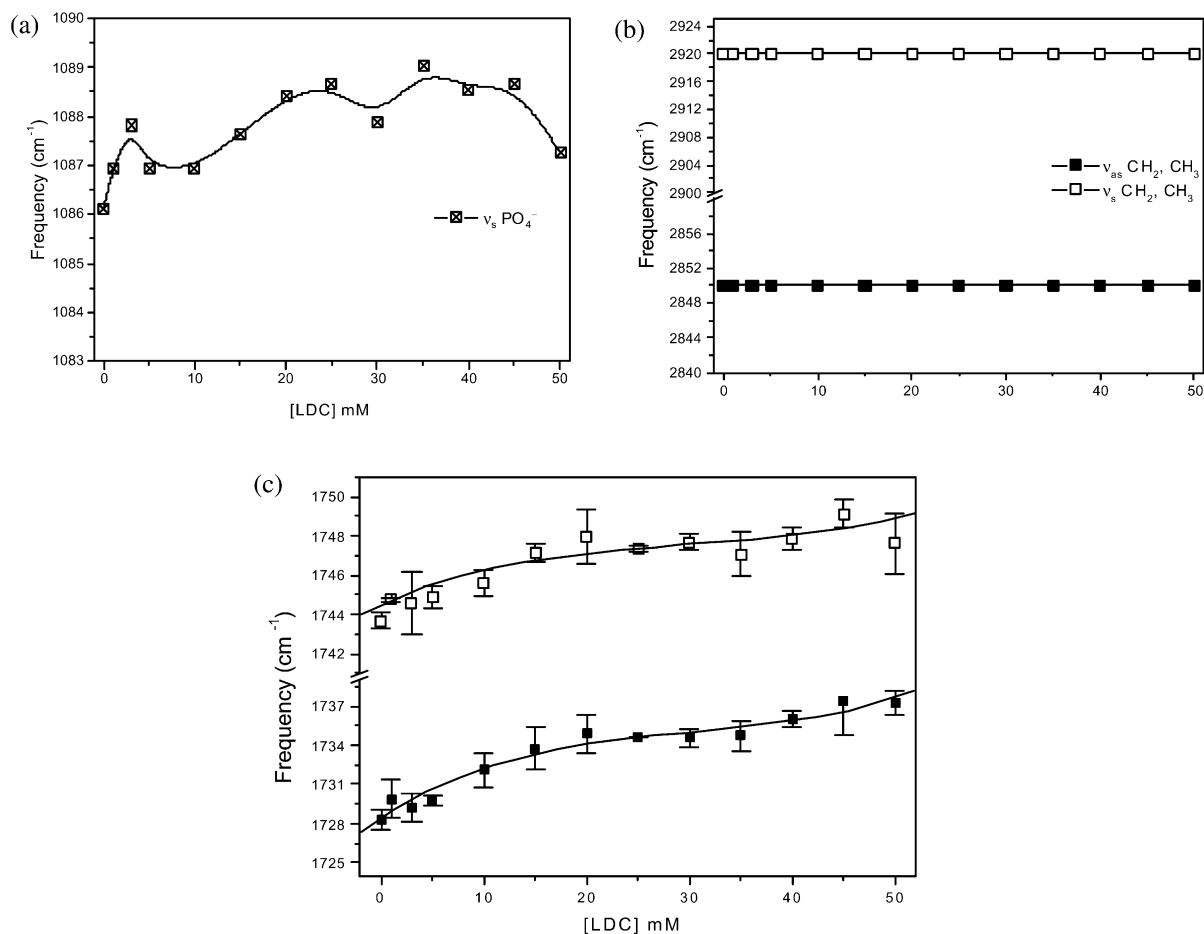 (a)
1090
1089
1088
1087
1086
1085
1084
1083
Frequency (cm⁻¹)
νₛ PO₄⁻
0 10 20 30 40 50
[LDC] mM
(b)
2924
2920
2916
2912
2908
2904
2900
2852
2848
2844
2840
Frequency (cm⁻¹)
νₐₛ CH₂, CH₃
νₛ CH₂, CH₃
0 10 20 30 40 50
(c)
1750
1748
1746
1744
1742
1737
1734
1731
1728
1725
Frequency (cm⁻¹)
0 10 20 30 40 50
[LDC] mM